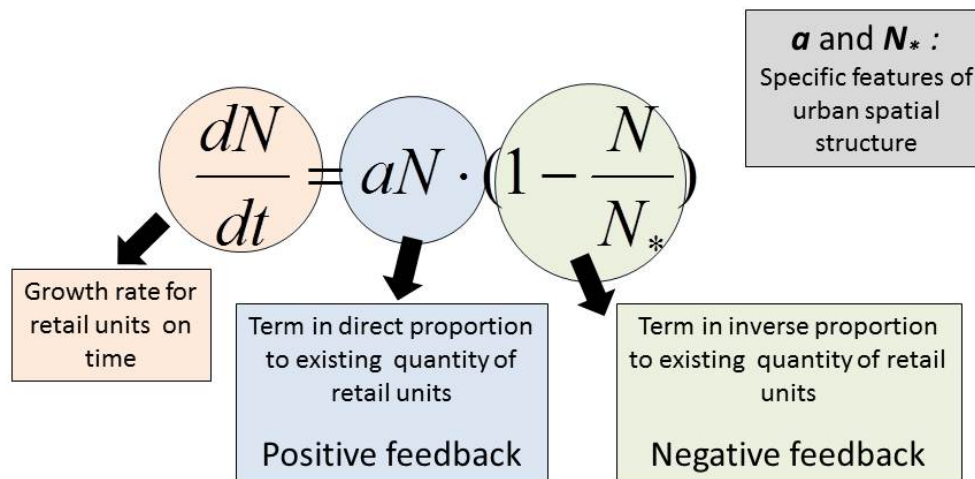 a and N* :
Specific features of
urban spatial
structure
dN/dt = aN · (1 − N/N*)
Growth rate for
retail units on
time
Term in direct proportion
to existing quantity of
retail units
Positive feedback
Term in inverse proportion
to existing quantity of retail
units
Negative feedback